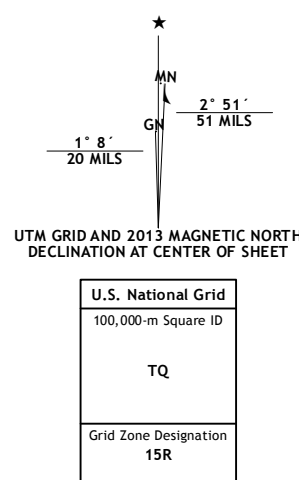 ★
MN
GN
2° 51´
51 MILS
1° 8´
20 MILS
UTM GRID AND 2013 MAGNETIC NORTH
DECLINATION AT CENTER OF SHEET
U.S. National Grid
100,000-m Square ID
TQ
Grid Zone Designation
15R